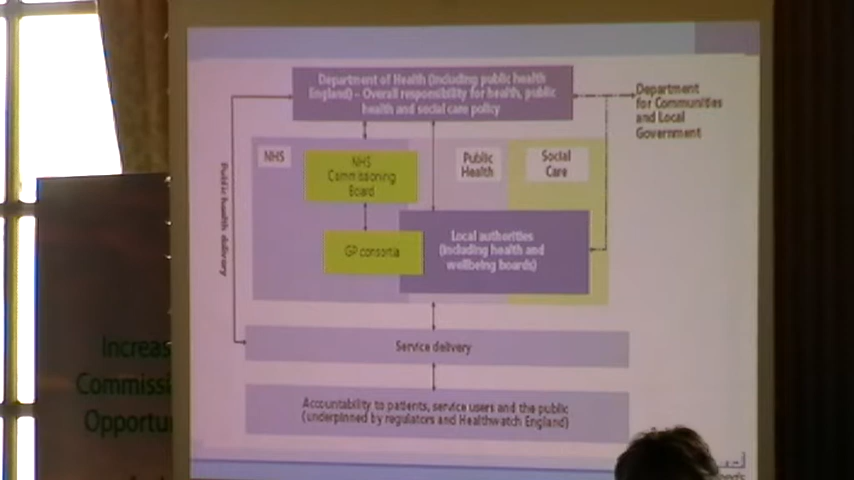 Department of Health (including public health
England) – Overall responsibility for health, public
health and social care policy
Department
for Communities
and Local
Government
NHS
NHS
Commissioning
Board
Public
Health
Social
Care
Public health delivery
GP consortia
Local authorities
(including health and
wellbeing boards)
Service delivery
Accountability to patients, service users and the public
(underpinned by regulators and Healthwatch England)
Increas
Commissi
Opportu